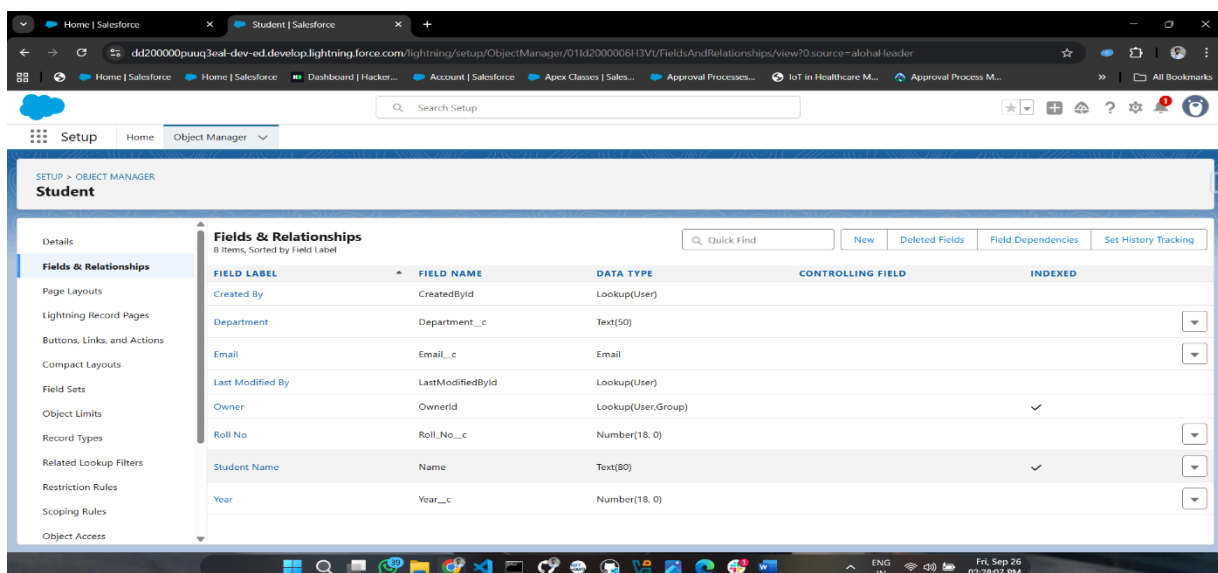 Home | Salesforce
Student | Salesforce
dd200000puuq3eal-dev-ed.develop.lightning.force.com/lightning/setup/ObjectManager/01Id2000006H3Vt/FieldsAndRelationships/view?0.source=alohaHeader
Home | Salesforce Home | Salesforce Dashboard | Hacker... Account | Salesforce Apex Classes | Sales... Approval Processes... IoT in Healthcare M... Approval Process M... » All Bookmarks
Search Setup
1
Setup Home Object Manager
SETUP > OBJECT MANAGER
Student
Details
Fields & Relationships
Page Layouts
Lightning Record Pages
Buttons, Links, and Actions
Compact Layouts
Field Sets
Object Limits
Record Types
Related Lookup Filters
Restriction Rules
Scoping Rules
Object Access
Fields & Relationships
8 Items, Sorted by Field Label
Quick Find New Deleted Fields Field Dependencies Set History Tracking
FIELD LABEL FIELD NAME DATA TYPE CONTROLLING FIELD INDEXED
Created By CreatedById Lookup(User)
Department Department__c Text(50)
Email Email__c Email
Last Modified By LastModifiedById Lookup(User)
Owner OwnerId Lookup(User,Group)
Roll No Roll_No__c Number(18, 0)
Student Name Name Text(80)
Year Year__c Number(18, 0)
39
ENG
IN
Fri, Sep 26
02:28:07 PM